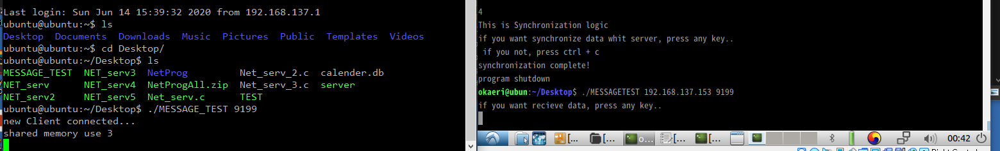 Last login: Sun Jun 14 15:39:32 2020 from 192.168.137.1
ubuntu@ubuntu:~$ ls
Desktop Documents Downloads Music Pictures Public Templates Videos
ubuntu@ubuntu:~$ cd Desktop/
ubuntu@ubuntu:~/Desktop$ ls
MESSAGE_TEST NET_serv3 NetProg Net_serv_2.c calender.db
NET_serv NET_serv4 NetProgAll.zip Net_serv_3.c server
NET_serv2 NET_serv5 Net_serv.c TEST
ubuntu@ubuntu:~/Desktop$ ./MESSAGE_TEST 9199
new Client connected...
shared memory use 3
4
This is Synchronization logic
if you want synchronize data whit server, press any key..
if you not, press ctrl + c
synchronization complete!
program shutdown
okaeri@ubun:~/Desktop$ ./MESSAGETEST 192.168.137.153 9199
if you want recieve data, press any key..
[... [... o... [... [... 00:42